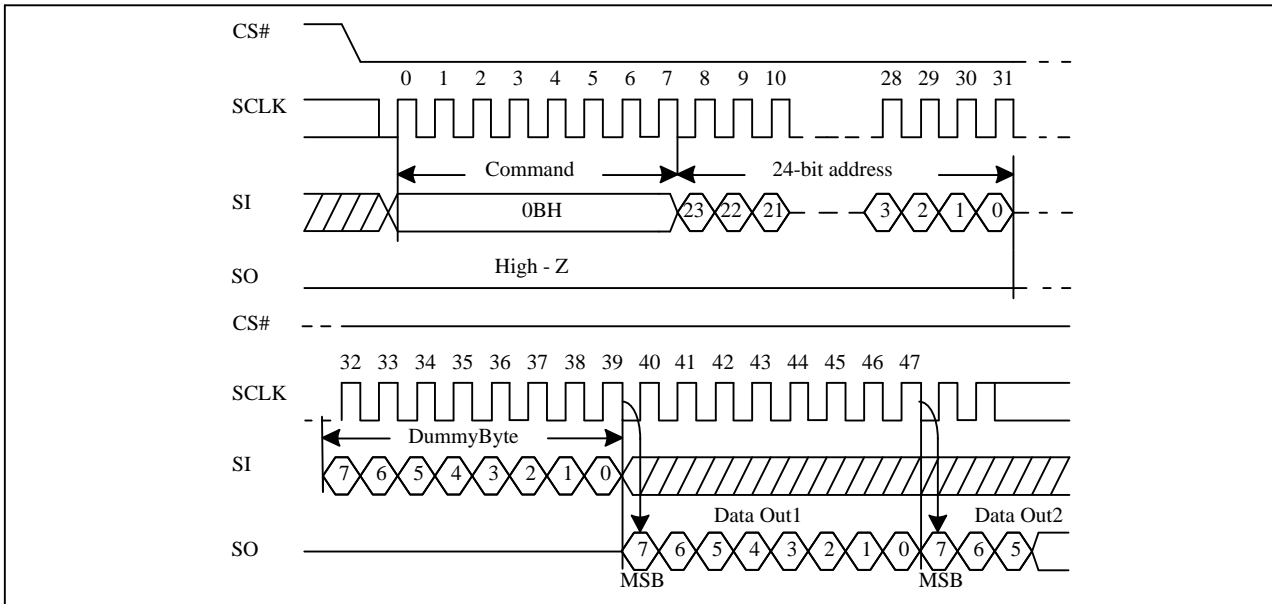 CS#
0 1 2 3 4 5 6 7 8 9 10 28 29 30 31
SCLK
Command 24-bit address
SI 0BH 23 22 21 3 2 1 0
High - Z
SO
CS#
32 33 34 35 36 37 38 39 40 41 42 43 44 45 46 47
SCLK
DummyByte
SI 7 6 5 4 3 2 1 0
Data Out1 Data Out2
SO 7 6 5 4 3 2 1 0 7 6 5
MSB MSB